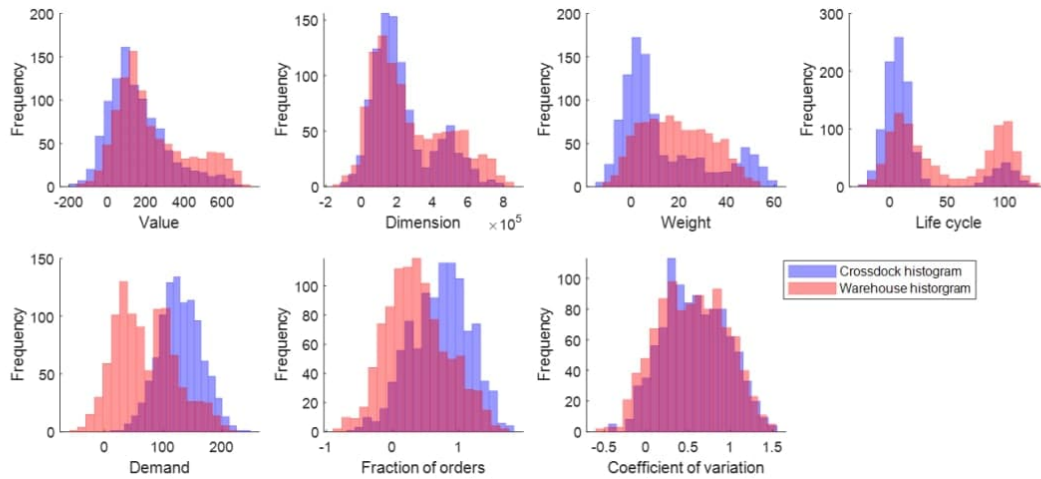 200
150
100
50
0
Frequency
-200 0 200 400 600
Value
150
100
50
0
Frequency
-2 0 2 4 6 8
Dimension × 10⁵
200
150
100
50
0
Frequency
0 20 40 60
Weight
300
200
100
0
Frequency
0 50 100
Life cycle
150
100
50
0
Frequency
0 100 200
Demand
100
80
60
40
20
0
Frequency
-1 0 1
Fraction of orders
100
80
60
40
20
0
Frequency
-0.5 0 0.5 1 1.5
Coefficient of variation
Crossdock histogram
Warehouse historgram